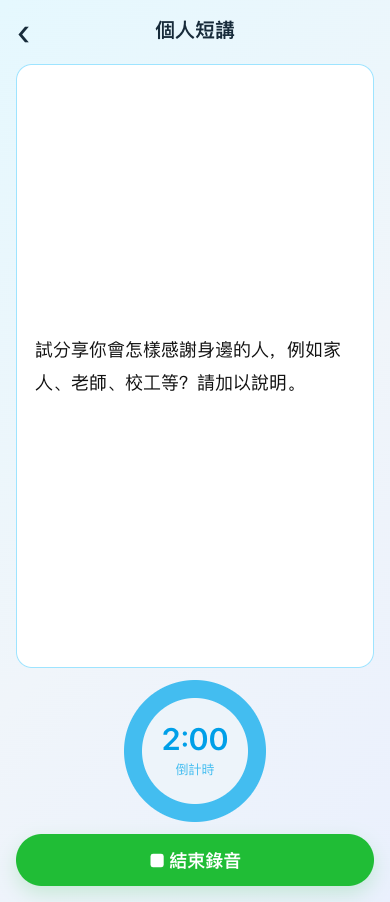 個人短講
試分享你會怎樣感謝身邊的人，例如家
人、老師、校工等？請加以說明。
2:00
倒計時
結束錄音